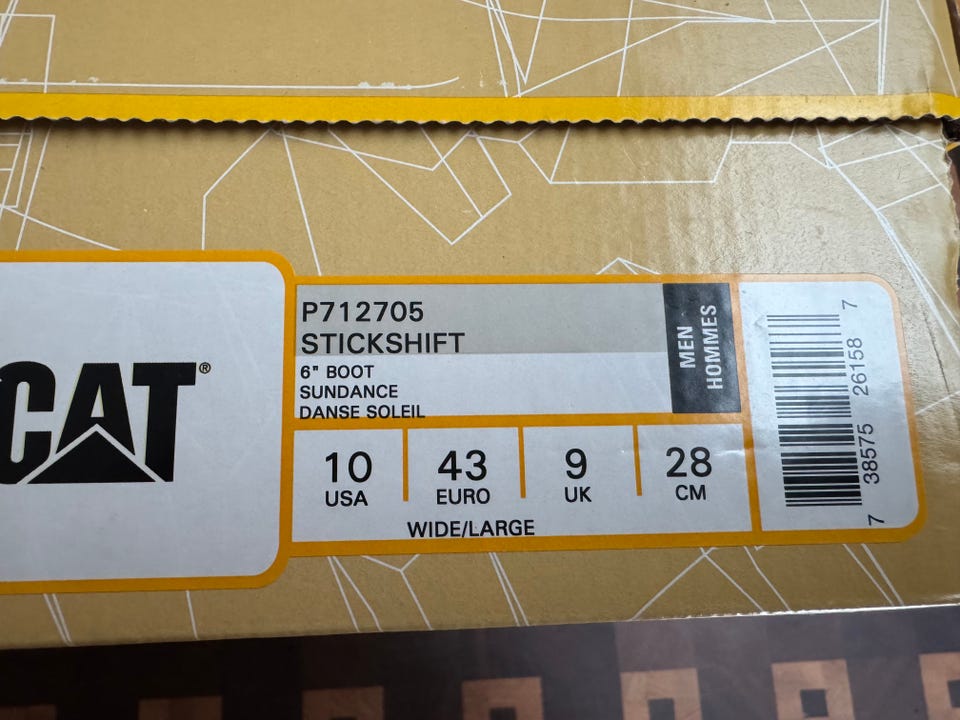 CAT®
P712705
STICKSHIFT
6" BOOT
SUNDANCE
DANSE SOLEIL
MEN
HOMMES
10
USA
43
EURO
9
UK
28
CM
WIDE/LARGE
7 38575 26158 7